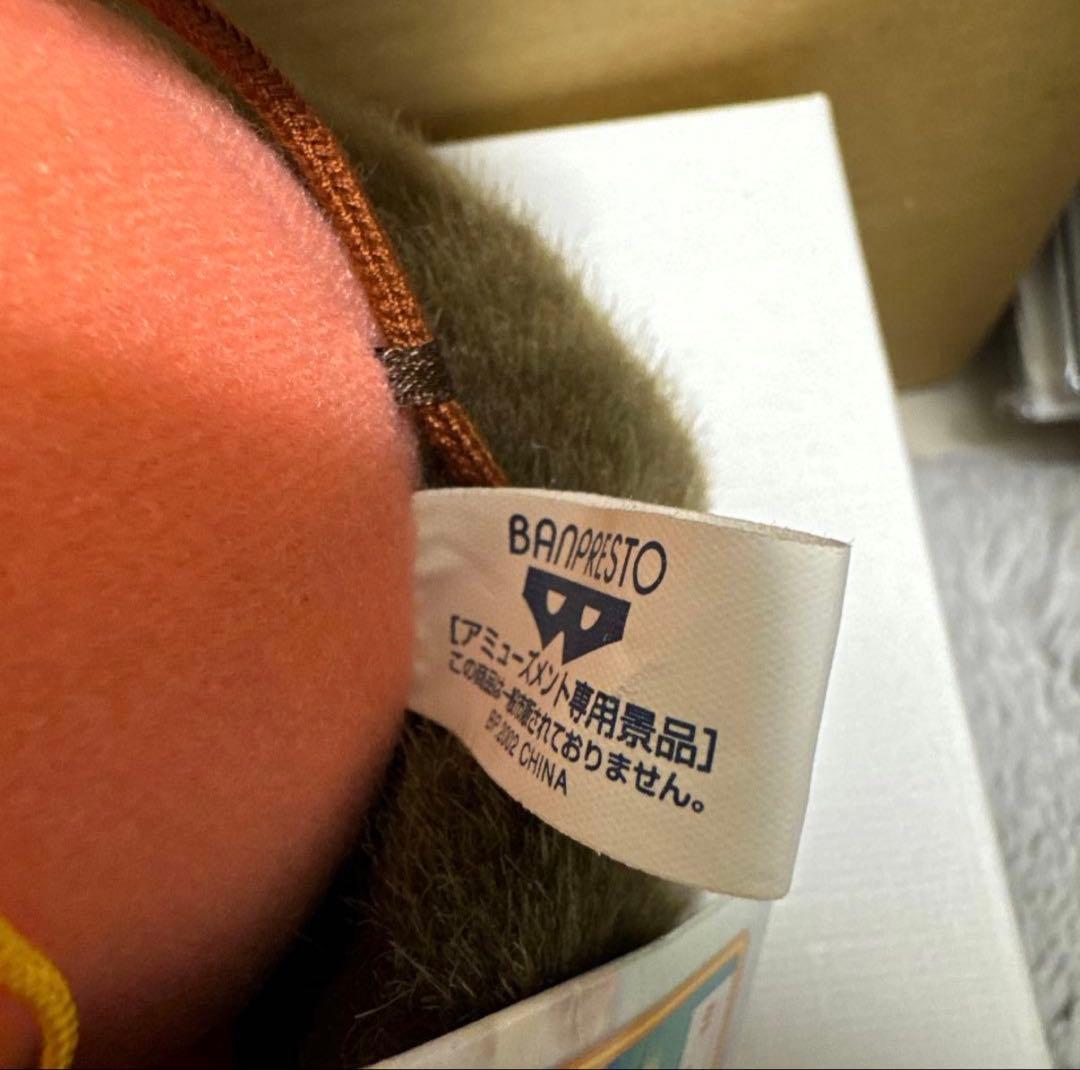 BANPRESTO
【アミューズメント専用景品】
この商品は一般市販されておりません。
BP 2002 CHINA